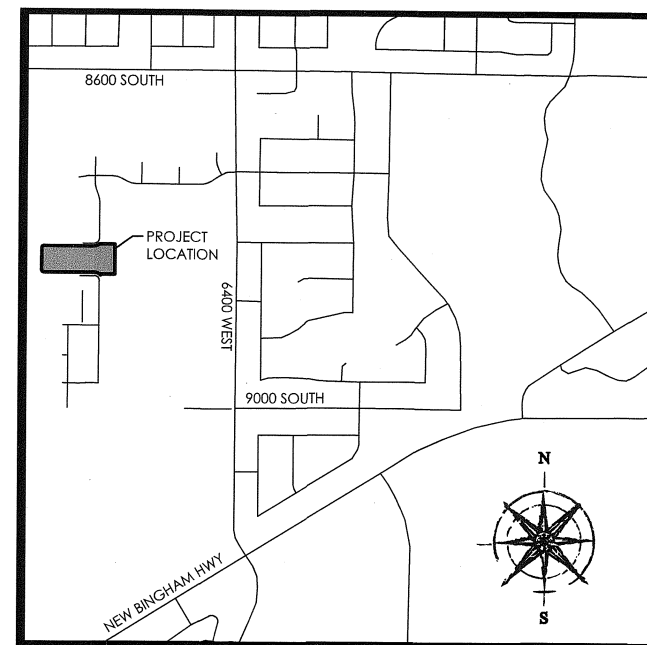 8600 SOUTH
PROJECT
LOCATION
6400 WEST
9000 SOUTH
N
NEW BINGHAM HWY
S